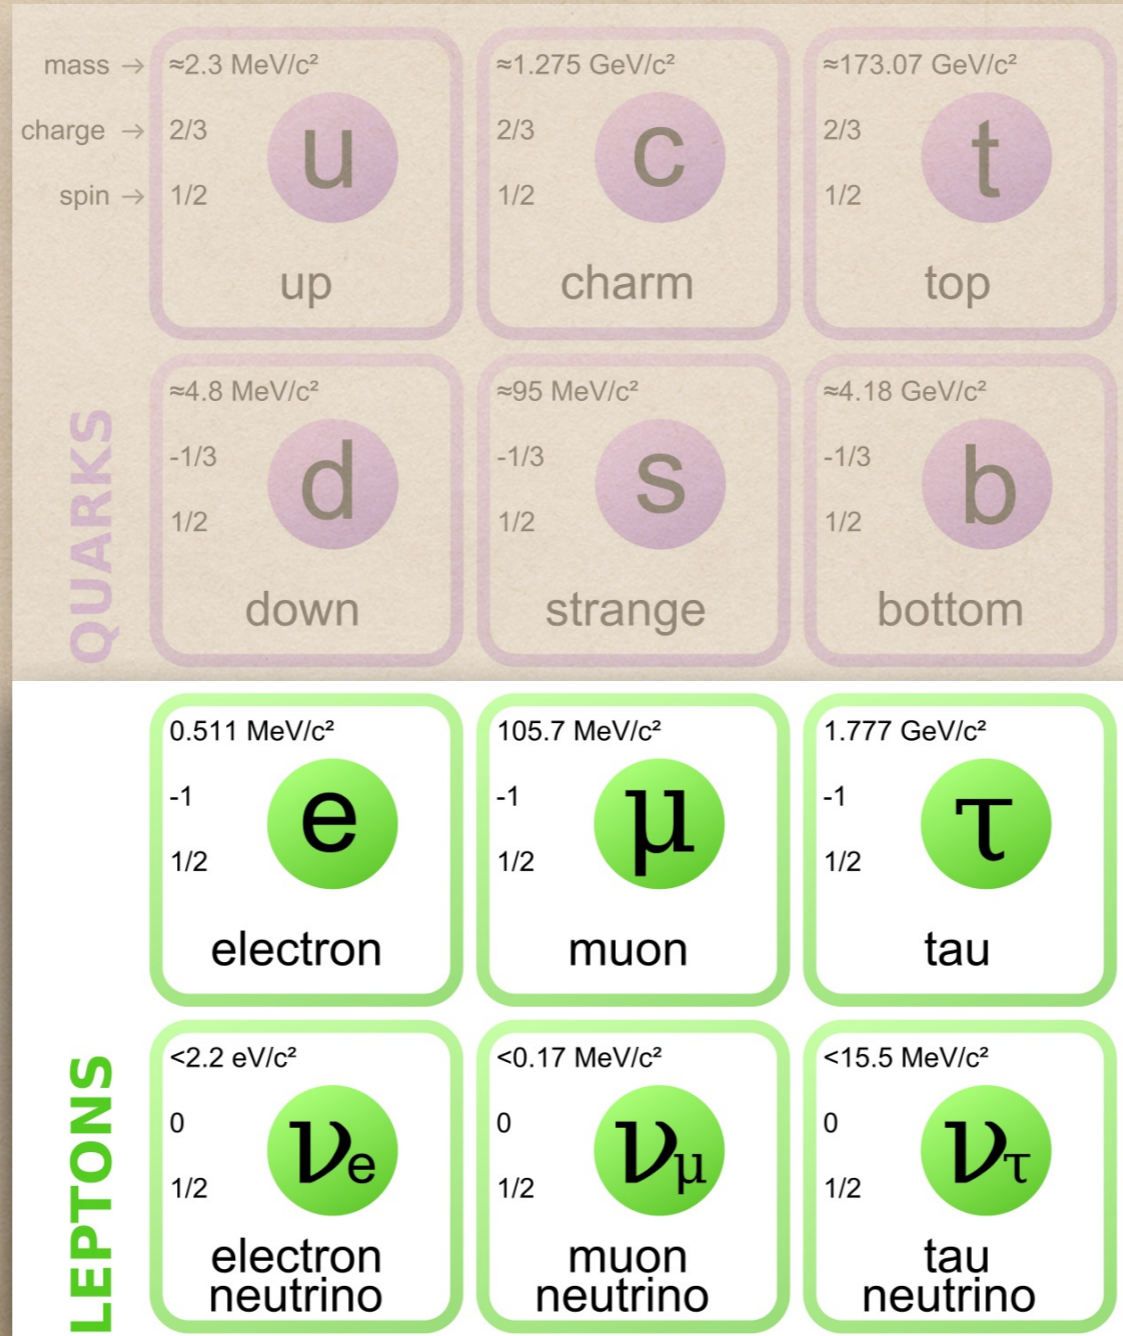 mass → ≈2.3 MeV/c² ≈1.275 GeV/c² ≈173.07 GeV/c²
charge → 2/3 2/3 2/3
u c t
spin → 1/2 1/2 1/2
up charm top
≈4.8 MeV/c² ≈95 MeV/c² ≈4.18 GeV/c²
-1/3 -1/3 -1/3
d s b
1/2 1/2 1/2
down strange bottom
QUARKS
0.511 MeV/c² 105.7 MeV/c² 1.777 GeV/c²
-1 -1 -1
e μ τ
1/2 1/2 1/2
electron muon tau
<2.2 eV/c² <0.17 MeV/c² <15.5 MeV/c²
0 0 0
νe νμ ντ
1/2 1/2 1/2
electron muon tau
neutrino neutrino neutrino
LEPTONS